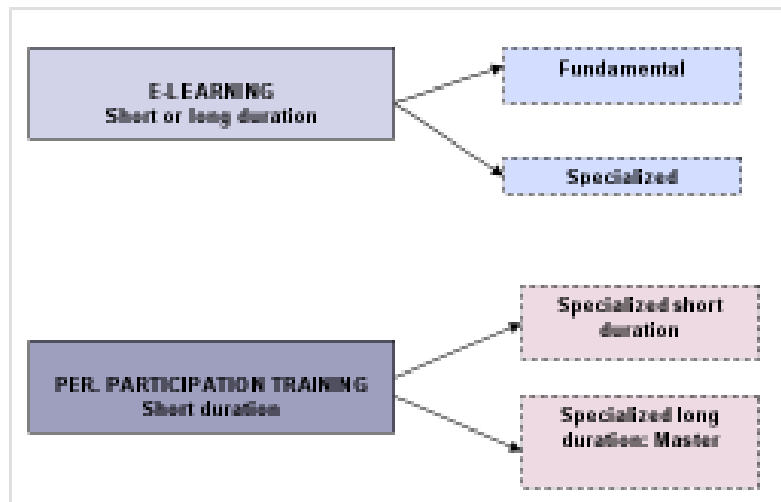 E-LEARNING
Short or long duration
Fundamental
Specialized
PER. PARTICIPATION TRAINING
Short duration
Specialized short
duration
Specialized long
duration: Master